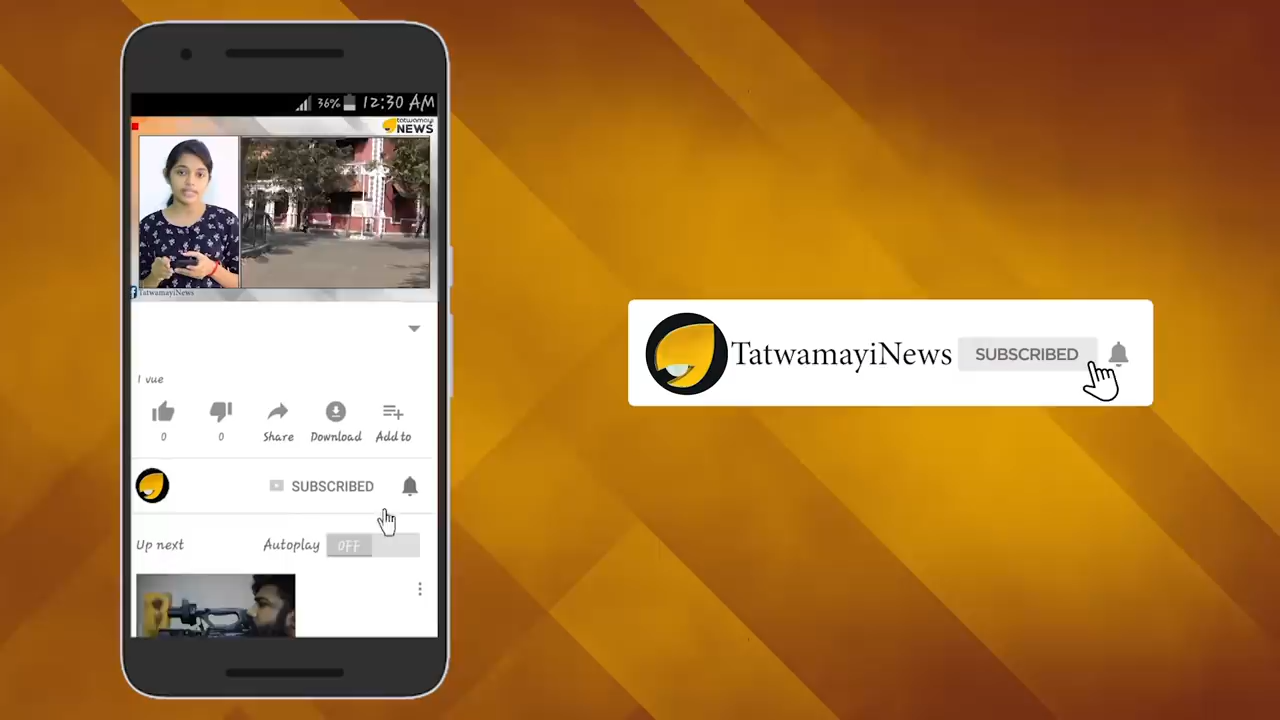 36% 12:30 AM
tatwamayi
NEWS
TatwamayiNews
1 vue
0 0 Share Download Add to
SUBSCRIBED
Up next Autoplay OFF
TatwamayiNews SUBSCRIBED